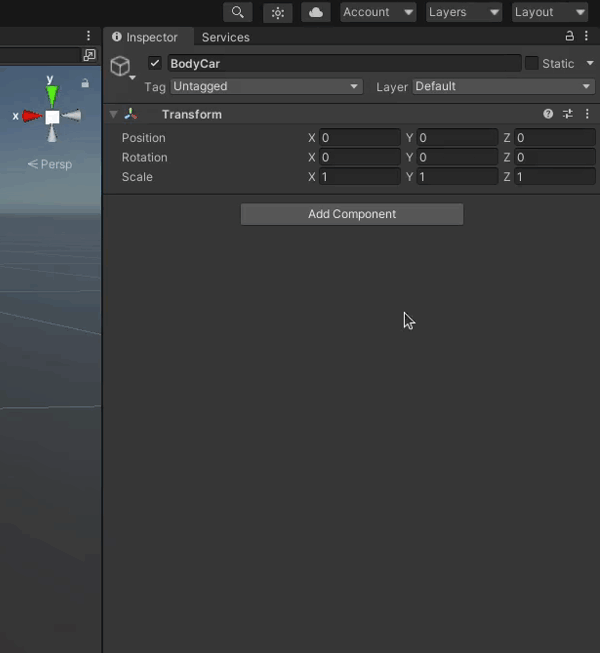 Account Layers Layout
Inspector Services
BodyCar Static
Tag Untagged Layer Default
y
x
Persp
Transform
Position X 0 Y 0 Z 0
Rotation X 0 Y 0 Z 0
Scale X 1 Y 1 Z 1
Add Component